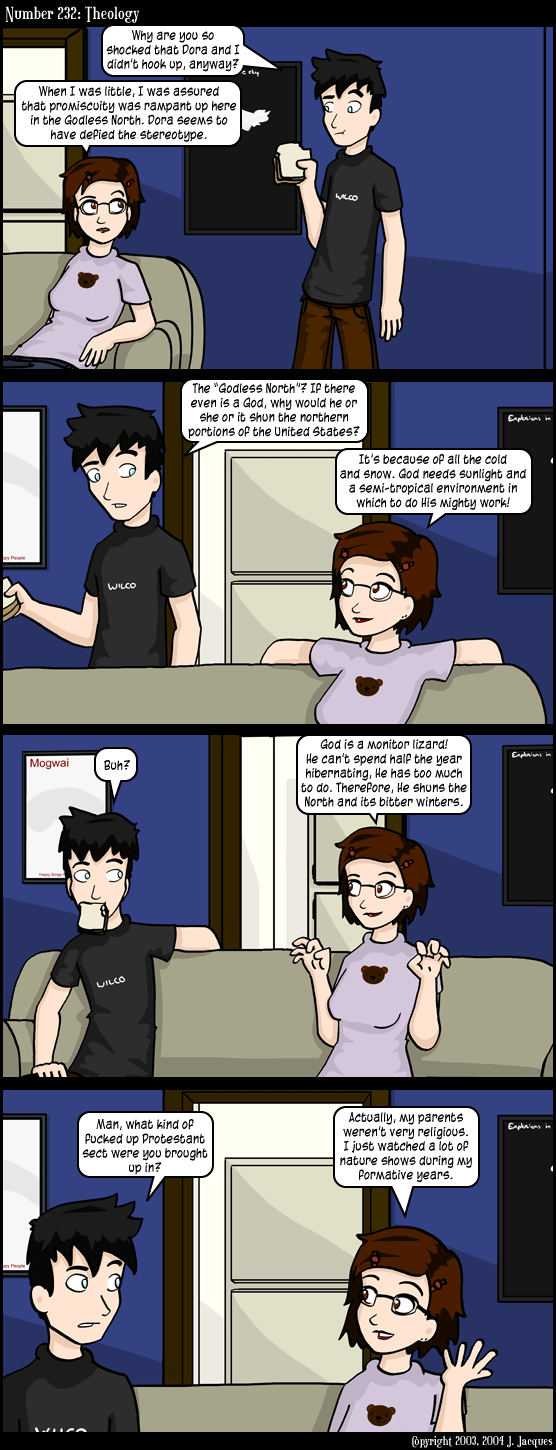 Number 232: Theology
Why are you so
shocked that Dora and I
didn't hook up, anyway?
When I was little, I was assured
that promiscuity was rampant up here
in the Godless North. Dora seems to
have defied the stereotype.
WILCO
The "Godless North"? If there
even is a God, why would he or
she or it shun the northern
portions of the United States?
Explosions in
It's because of all the cold
and snow. God needs sunlight and
a semi-tropical environment in
which to do His mighty work!
WILCO
ppy People
God is a monitor lizard!
He can't spend half the year
hibernating, He has too much
to do. Therefore, He shuns the
North and its bitter winters.
Buh?
Mogwai
Explosions in
Happy Songs
WILCO
Man, what kind of
fucked up Protestant
sect were you brought
up in?
Actually, my parents
weren't very religious.
I just watched a lot of
nature shows during my
formative years.
Explosions in
ppy People
WILCO
Copyright 2003, 2004 J. Jacques